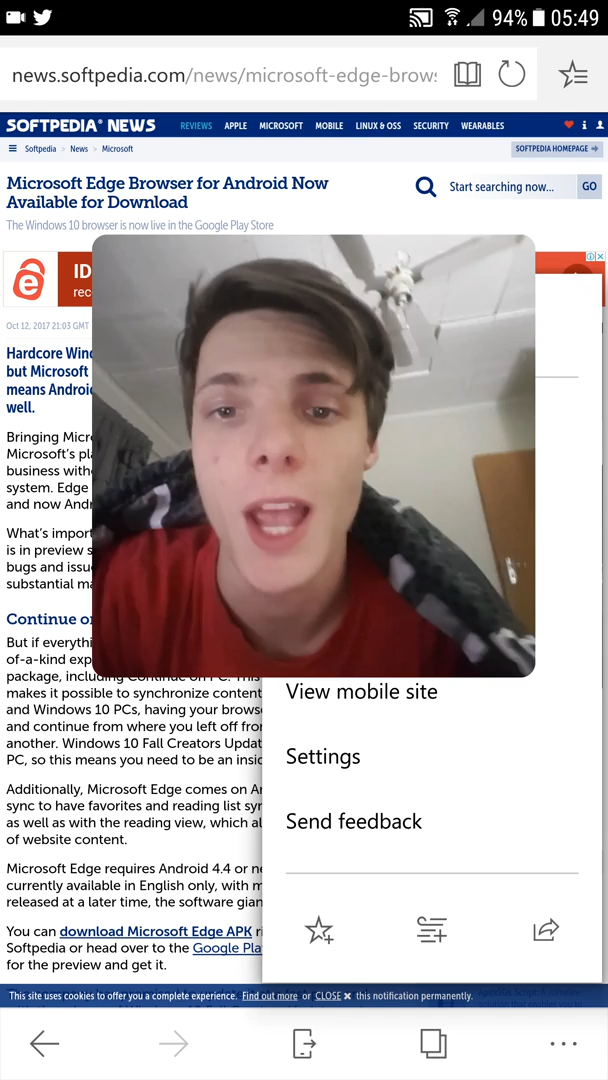 94% 05:49
news.softpedia.com/news/microsoft-edge-brows
SOFTPEDIA® NEWS REVIEWS APPLE MICROSOFT MOBILE LINUX & OSS SECURITY WEARABLES
Softpedia > News > Microsoft SOFTPEDIA HOMEPAGE
Microsoft Edge Browser for Android Now
Available for Download
Start searching now... GO
The Windows 10 browser is now live in the Google Play Store
ID
rec
Oct 12, 2017 21:03 GMT
Hardcore Wind
but Microsoft
means Androi
well.
Bringing Micr
Microsoft's pla
business with
system. Edge
and now Andr
What's import
is in preview s
bugs and issu
substantial ma
Continue o
But if everythi
of-a-kind exp
package, including Continue on PC. This
makes it possible to synchronize content
and Windows 10 PCs, having your brows
and continue from where you left off fro
another. Windows 10 Fall Creators Updat
PC, so this means you need to be an insid
Additionally, Microsoft Edge comes on An
sync to have favorites and reading list syn
as well as with the reading view, which al
of website content.
Microsoft Edge requires Android 4.4 or ne
currently available in English only, with m
released at a later time, the software gian
You can download Microsoft Edge APK ri
Softpedia or head over to the Google Pla
for the preview and get it.
View mobile site
Settings
Send feedback
This site uses cookies to offer you a complete experience. Find out more or CLOSE ✖ this notification permanently.